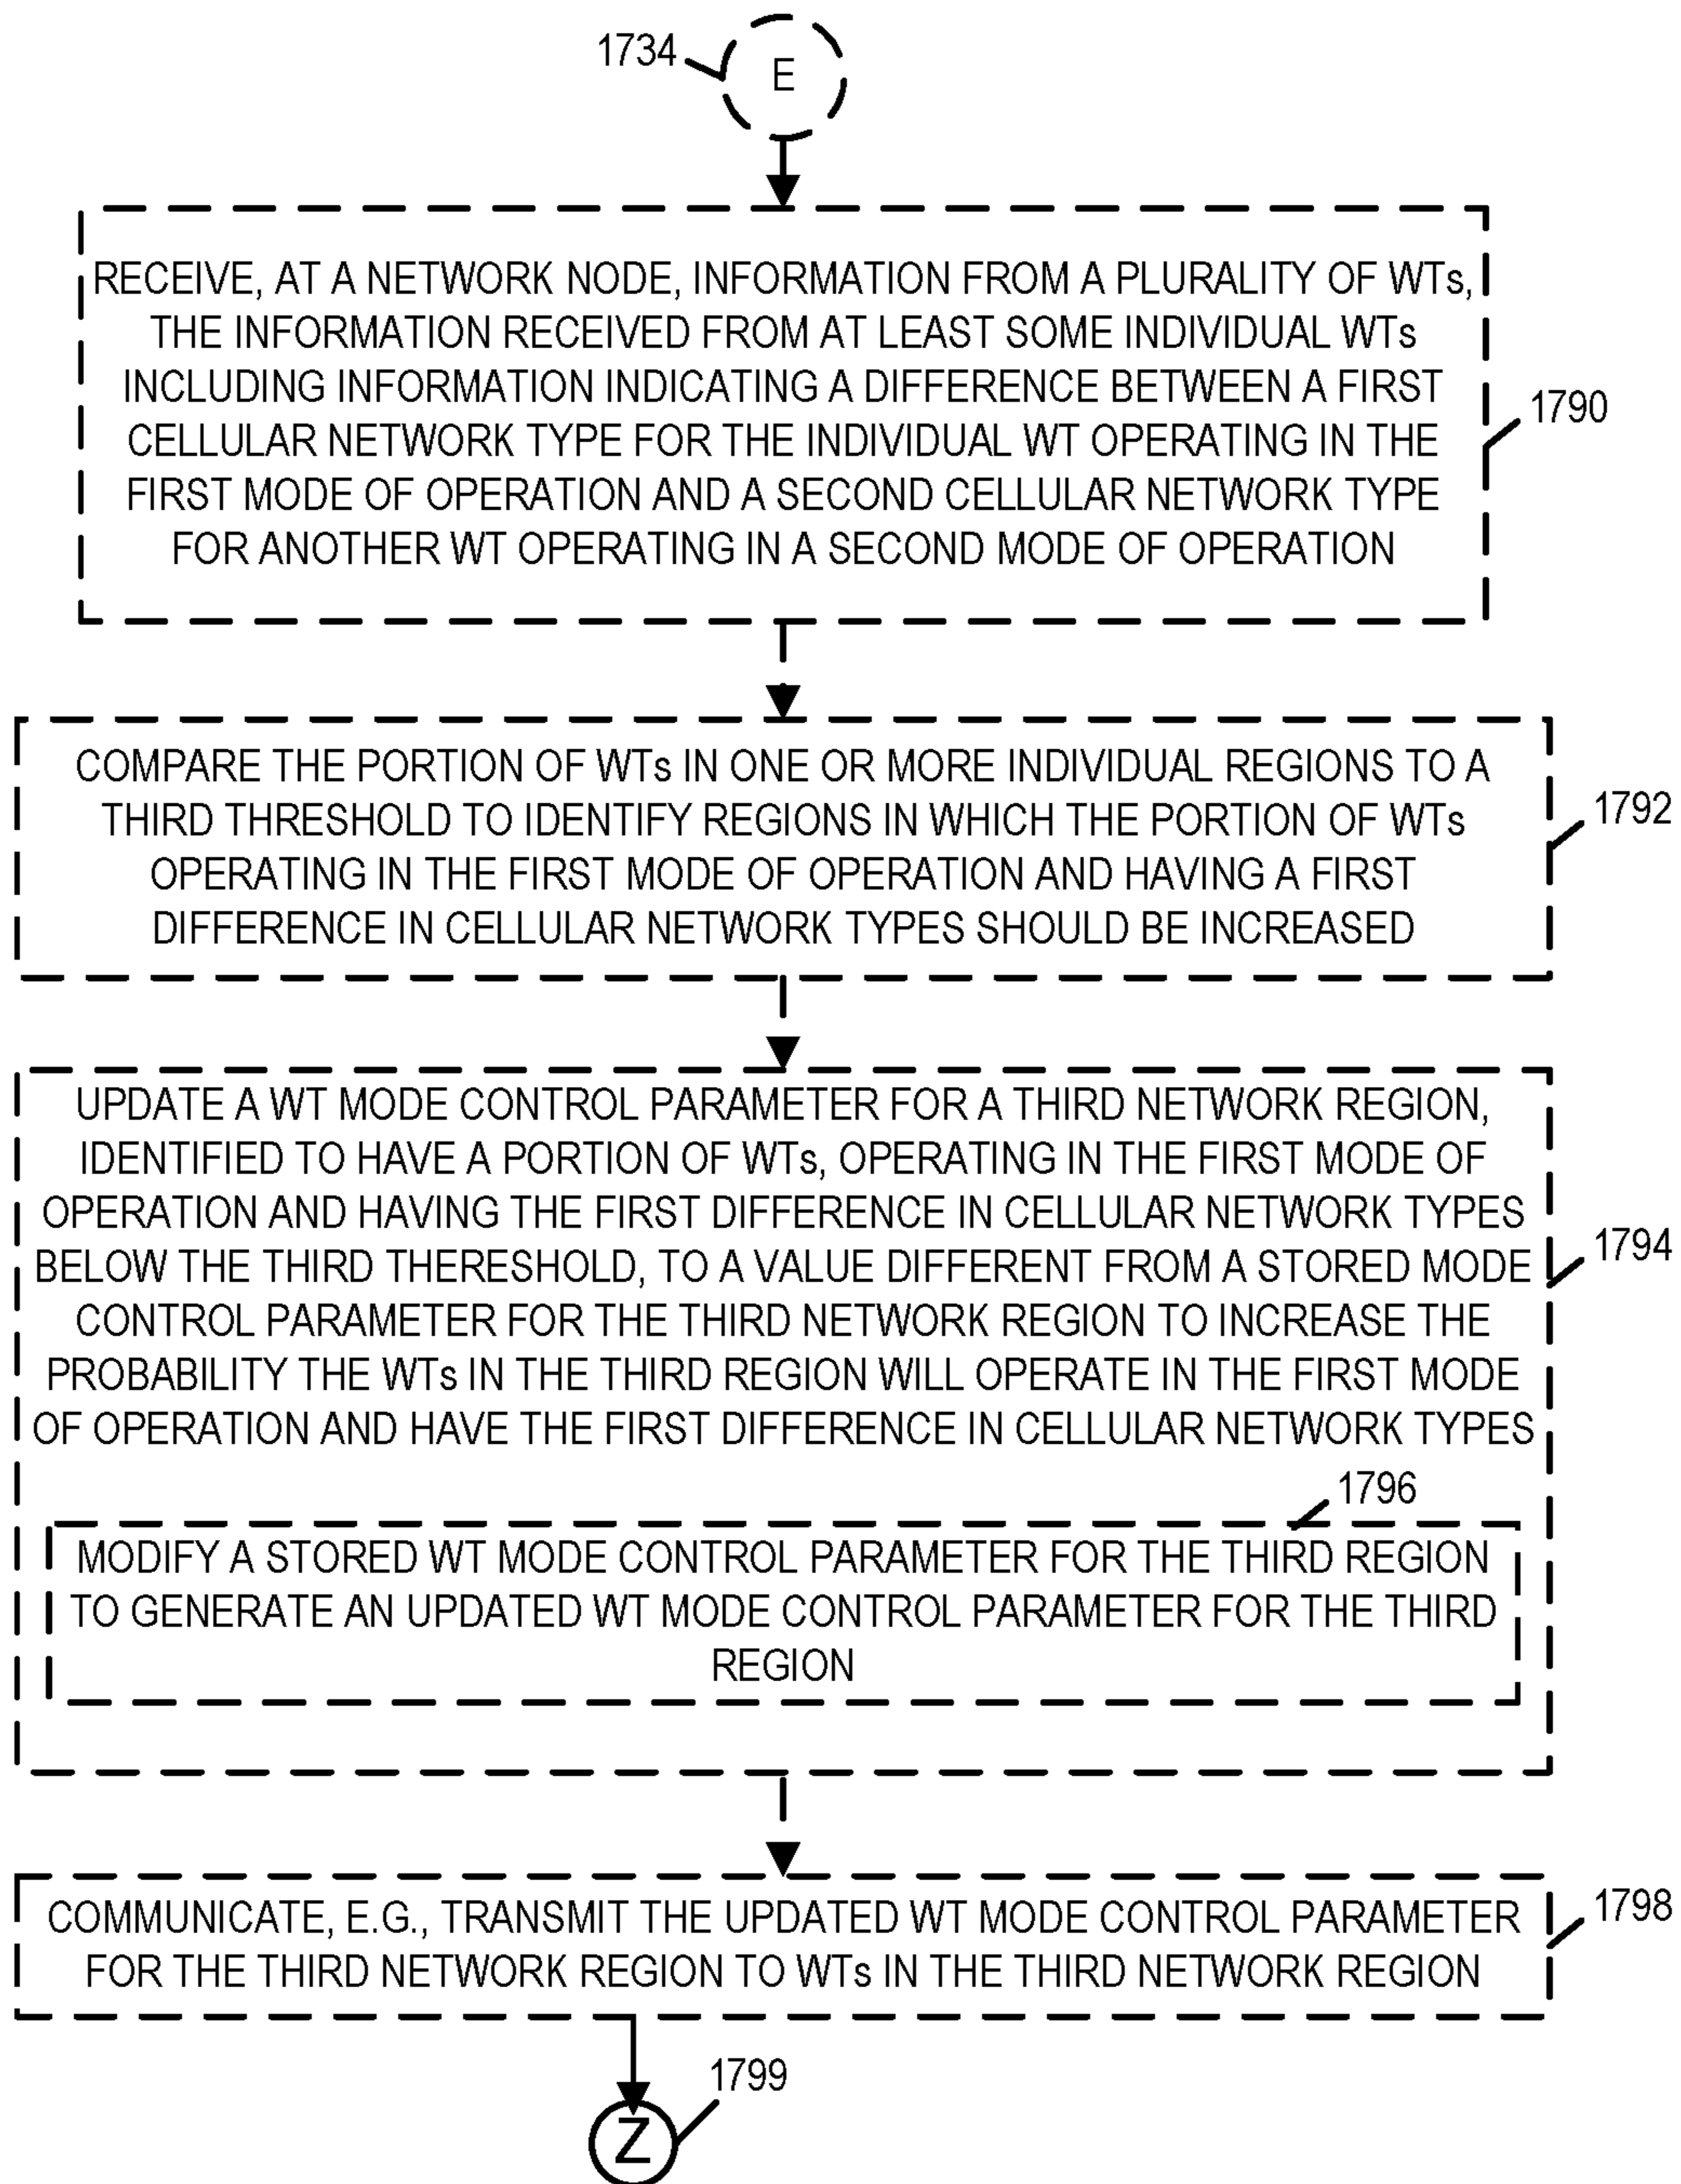 1734
E
RECEIVE, AT A NETWORK NODE, INFORMATION FROM A PLURALITY OF WTs,
THE INFORMATION RECEIVED FROM AT LEAST SOME INDIVIDUAL WTs
INCLUDING INFORMATION INDICATING A DIFFERENCE BETWEEN A FIRST
CELLULAR NETWORK TYPE FOR THE INDIVIDUAL WT OPERATING IN THE
FIRST MODE OF OPERATION AND A SECOND CELLULAR NETWORK TYPE
FOR ANOTHER WT OPERATING IN A SECOND MODE OF OPERATION
1790
COMPARE THE PORTION OF WTs IN ONE OR MORE INDIVIDUAL REGIONS TO A
THIRD THRESHOLD TO IDENTIFY REGIONS IN WHICH THE PORTION OF WTs
OPERATING IN THE FIRST MODE OF OPERATION AND HAVING A FIRST
DIFFERENCE IN CELLULAR NETWORK TYPES SHOULD BE INCREASED
1792
UPDATE A WT MODE CONTROL PARAMETER FOR A THIRD NETWORK REGION,
IDENTIFIED TO HAVE A PORTION OF WTs, OPERATING IN THE FIRST MODE OF
OPERATION AND HAVING THE FIRST DIFFERENCE IN CELLULAR NETWORK TYPES
BELOW THE THIRD THERESHOLD, TO A VALUE DIFFERENT FROM A STORED MODE
CONTROL PARAMETER FOR THE THIRD NETWORK REGION TO INCREASE THE
PROBABILITY THE WTs IN THE THIRD REGION WILL OPERATE IN THE FIRST MODE
OF OPERATION AND HAVE THE FIRST DIFFERENCE IN CELLULAR NETWORK TYPES
1794
1796
MODIFY A STORED WT MODE CONTROL PARAMETER FOR THE THIRD REGION
TO GENERATE AN UPDATED WT MODE CONTROL PARAMETER FOR THE THIRD
REGION
COMMUNICATE, E.G., TRANSMIT THE UPDATED WT MODE CONTROL PARAMETER
FOR THE THIRD NETWORK REGION TO WTs IN THE THIRD NETWORK REGION
1798
1799
Z